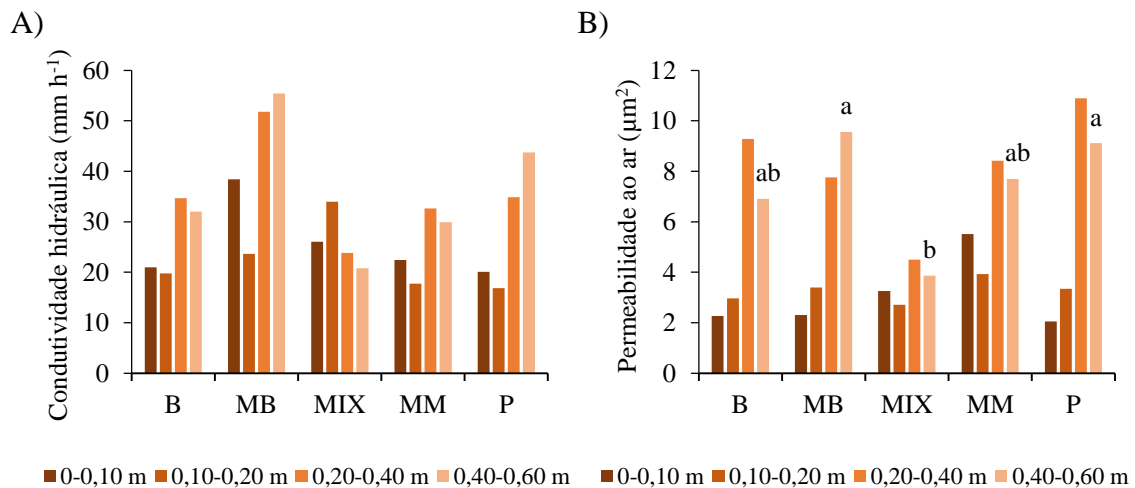 A)
Condutividade hidráulica (mm h⁻¹)
60
50
40
30
20
10
0
B MB MIX MM P
0-0,10 m 0,10-0,20 m 0,20-0,40 m 0,40-0,60 m
B)
Permeabilidade ao ar (µm²)
12
10
8
6
4
2
0
ab a b ab a
B MB MIX MM P
0-0,10 m 0,10-0,20 m 0,20-0,40 m 0,40-0,60 m